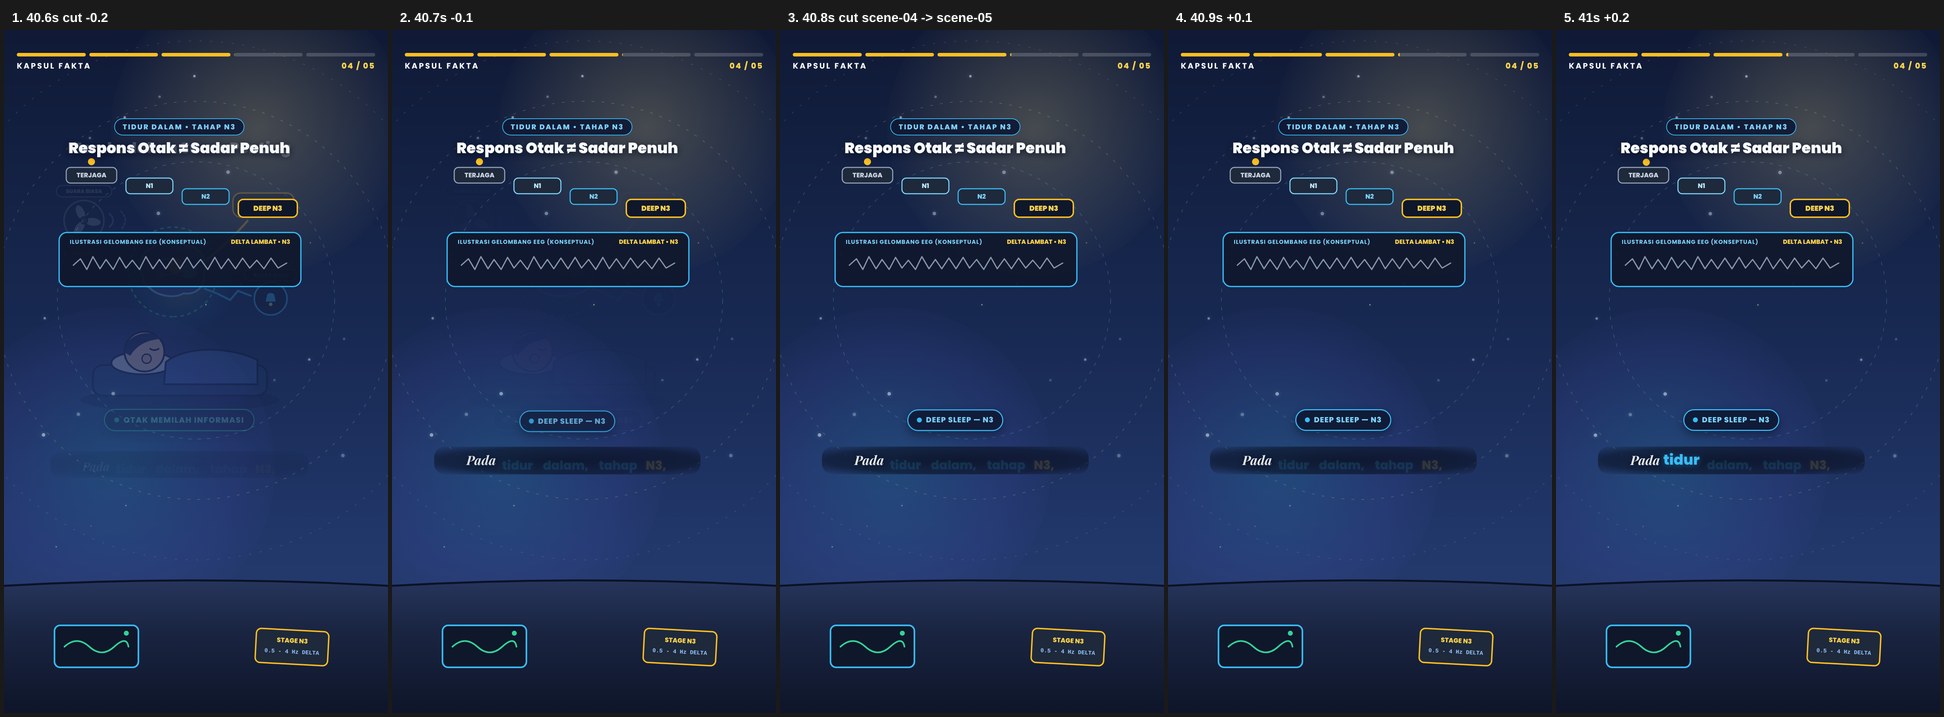 1. 40.6s cut -0.2
KAPSUL FAKTA
04 / 05
TIDUR DALAM • TAHAP N3
Respons Otak ≠ Sadar Penuh
TERJAGA
N1
N2
DEEP N3
ILUSTRASI GELOMBANG EEG (KONSEPTUAL)
DELTA LAMBAT • N3
OTAK MEMILAH INFORMASI
Pada tidur dalam, tahap N3,
STAGE N3
0.5 - 4 Hz DELTA
2. 40.7s -0.1
KAPSUL FAKTA
04 / 05
TIDUR DALAM • TAHAP N3
Respons Otak ≠ Sadar Penuh
TERJAGA
N1
N2
DEEP N3
ILUSTRASI GELOMBANG EEG (KONSEPTUAL)
DELTA LAMBAT • N3
DEEP SLEEP — N3
Pada tidur dalam, tahap N3,
STAGE N3
0.5 - 4 Hz DELTA
3. 40.8s cut scene-04 -> scene-05
KAPSUL FAKTA
04 / 05
TIDUR DALAM • TAHAP N3
Respons Otak ≠ Sadar Penuh
TERJAGA
N1
N2
DEEP N3
ILUSTRASI GELOMBANG EEG (KONSEPTUAL)
DELTA LAMBAT • N3
DEEP SLEEP — N3
Pada tidur dalam, tahap N3,
STAGE N3
0.5 - 4 Hz DELTA
4. 40.9s +0.1
KAPSUL FAKTA
04 / 05
TIDUR DALAM • TAHAP N3
Respons Otak ≠ Sadar Penuh
TERJAGA
N1
N2
DEEP N3
ILUSTRASI GELOMBANG EEG (KONSEPTUAL)
DELTA LAMBAT • N3
DEEP SLEEP — N3
Pada tidur dalam, tahap N3,
STAGE N3
0.5 - 4 Hz DELTA
5. 41s +0.2
KAPSUL FAKTA
04 / 05
TIDUR DALAM • TAHAP N3
Respons Otak ≠ Sadar Penuh
TERJAGA
N1
N2
DEEP N3
ILUSTRASI GELOMBANG EEG (KONSEPTUAL)
DELTA LAMBAT • N3
DEEP SLEEP — N3
Pada tidur dalam, tahap N3,
STAGE N3
0.5 - 4 Hz DELTA